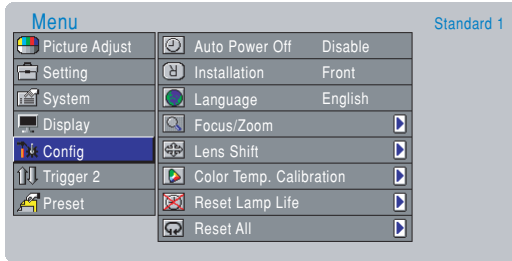 Menu
Standard 1
Picture Adjust
Setting
System
Display
Config
Trigger 2
Preset
Auto Power Off Disable
Installation Front
Language English
Focus/Zoom
Lens Shift
Color Temp. Calibration
Reset Lamp Life
Reset All